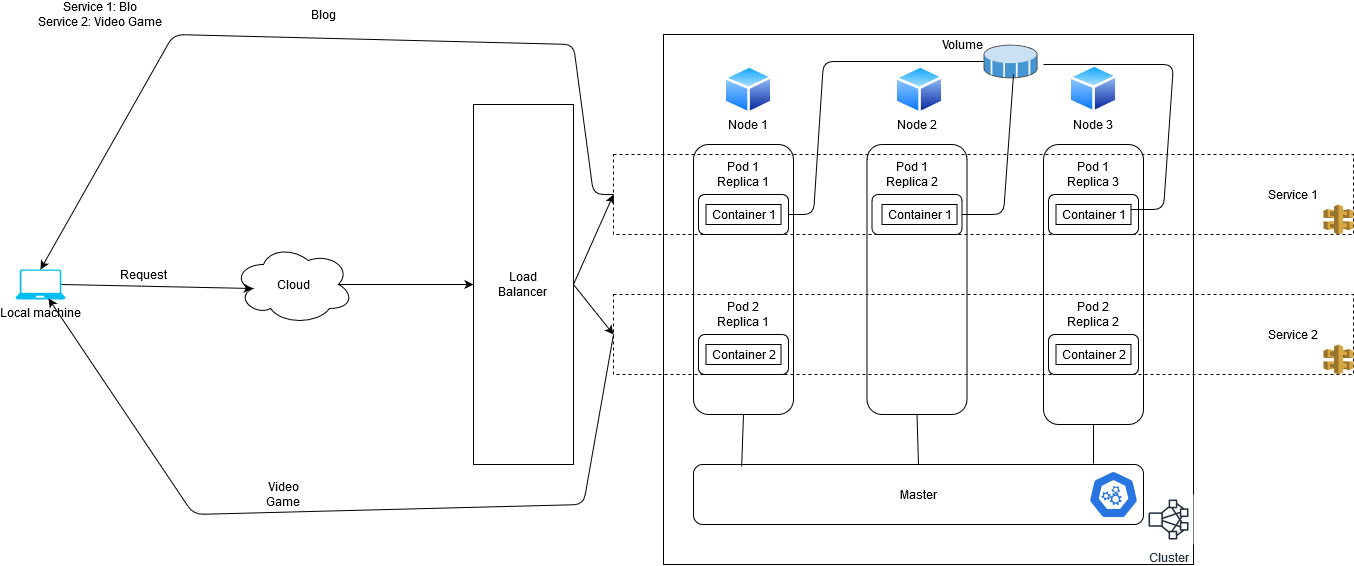 Service 1: Blo
Service 2: Video Game
Blog
Volume
Node 1
Node 2
Node 3
Pod 1
Replica 1
Container 1
Pod 1
Replica 2
Container 1
Pod 1
Replica 3
Container 1
Service 1
Request
Cloud
Load
Balancer
Local machine
Pod 2
Replica 1
Container 2
Pod 2
Replica 2
Container 2
Service 2
Video
Game
Master
Cluster